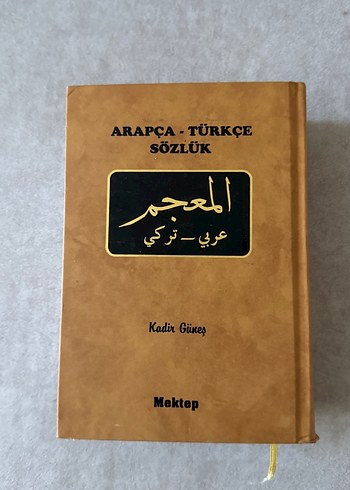 ARAPÇA - TÜRKÇE
SÖZLÜK
المعجم
عربي – تركي
Kadir Güneş
Mektep